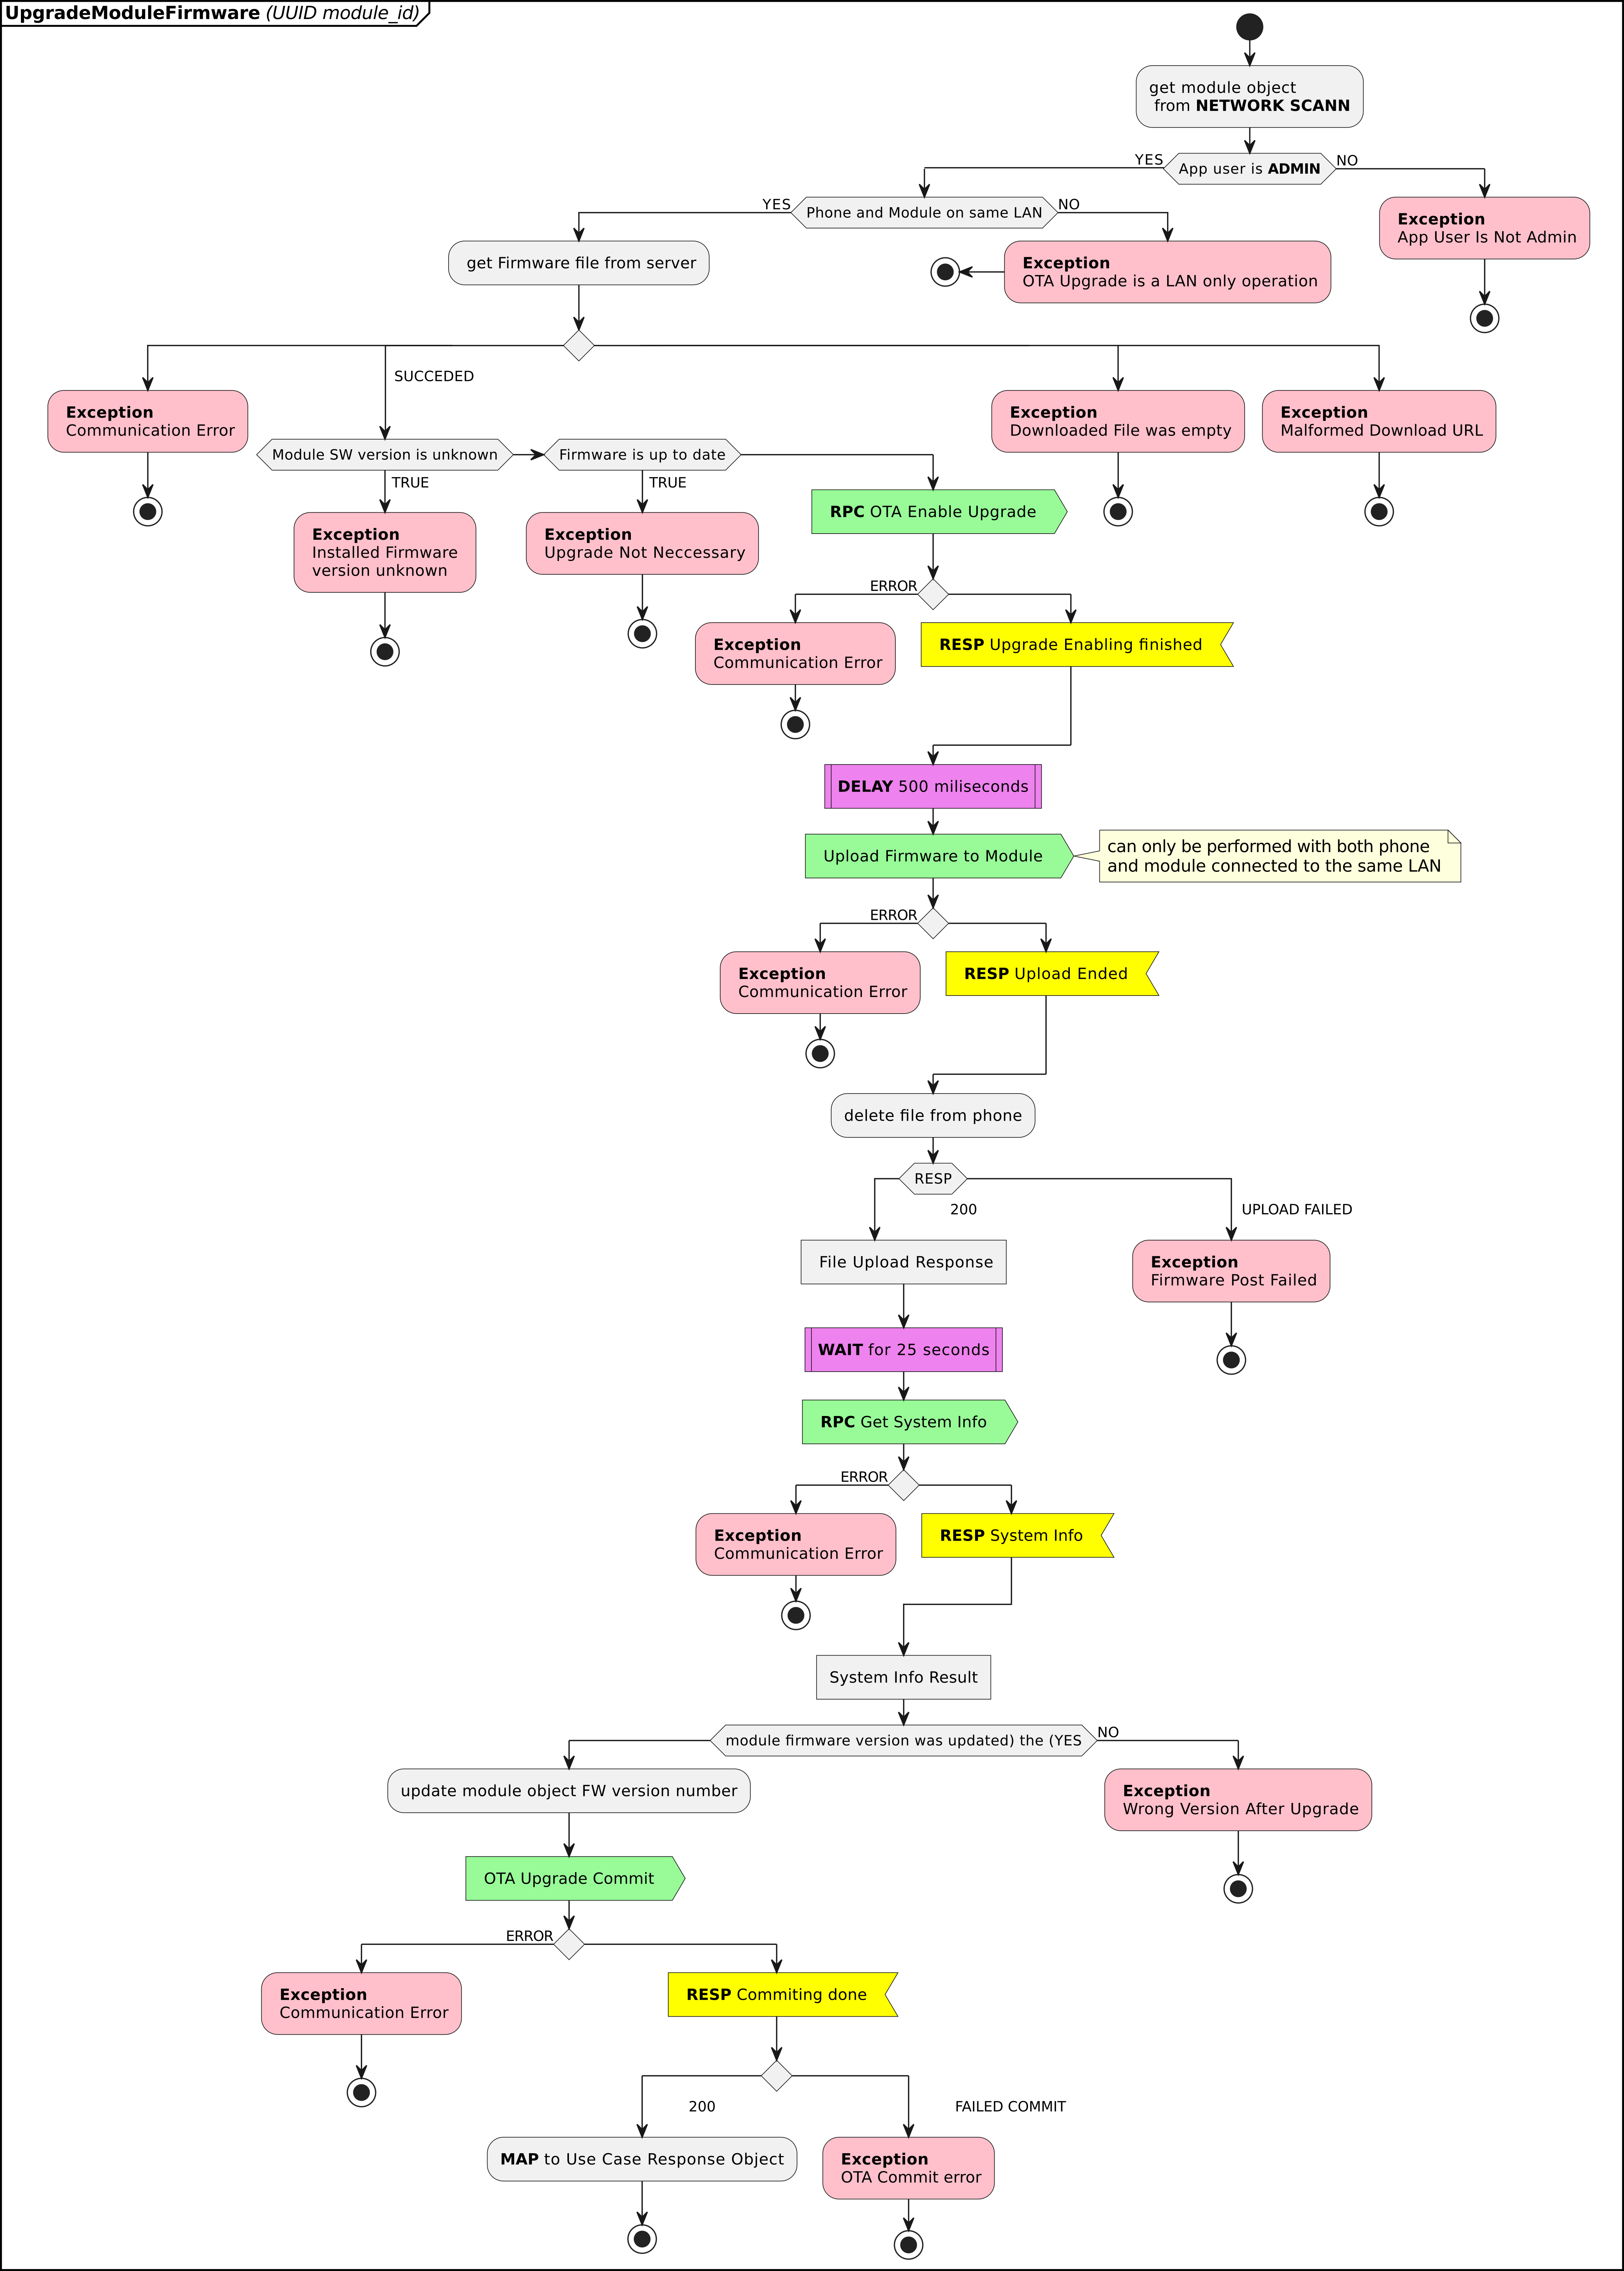 UpgradeModuleFirmware (UUID module_id)
get module object
from NETWORK SCANN
YES
App user is ADMIN
NO
YES
Phone and Module on same LAN
NO
Exception
App User Is Not Admin
get Firmware file from server
Exception
OTA Upgrade is a LAN only operation
SUCCEDED
Exception
Communication Error
Exception
Downloaded File was empty
Exception
Malformed Download URL
Module SW version is unknown
Firmware is up to date
TRUE
TRUE
RPC OTA Enable Upgrade
Exception
Installed Firmware
version unknown
Exception
Upgrade Not Neccessary
ERROR
Exception
Communication Error
RESP Upgrade Enabling finished
DELAY 500 miliseconds
Upload Firmware to Module
can only be performed with both phone
and module connected to the same LAN
ERROR
Exception
Communication Error
RESP Upload Ended
delete file from phone
RESP
200
UPLOAD FAILED
File Upload Response
Exception
Firmware Post Failed
WAIT for 25 seconds
RPC Get System Info
ERROR
Exception
Communication Error
RESP System Info
System Info Result
module firmware version was updated) the (YES
NO
update module object FW version number
Exception
Wrong Version After Upgrade
OTA Upgrade Commit
ERROR
Exception
Communication Error
RESP Commiting done
200
FAILED COMMIT
MAP to Use Case Response Object
Exception
OTA Commit error